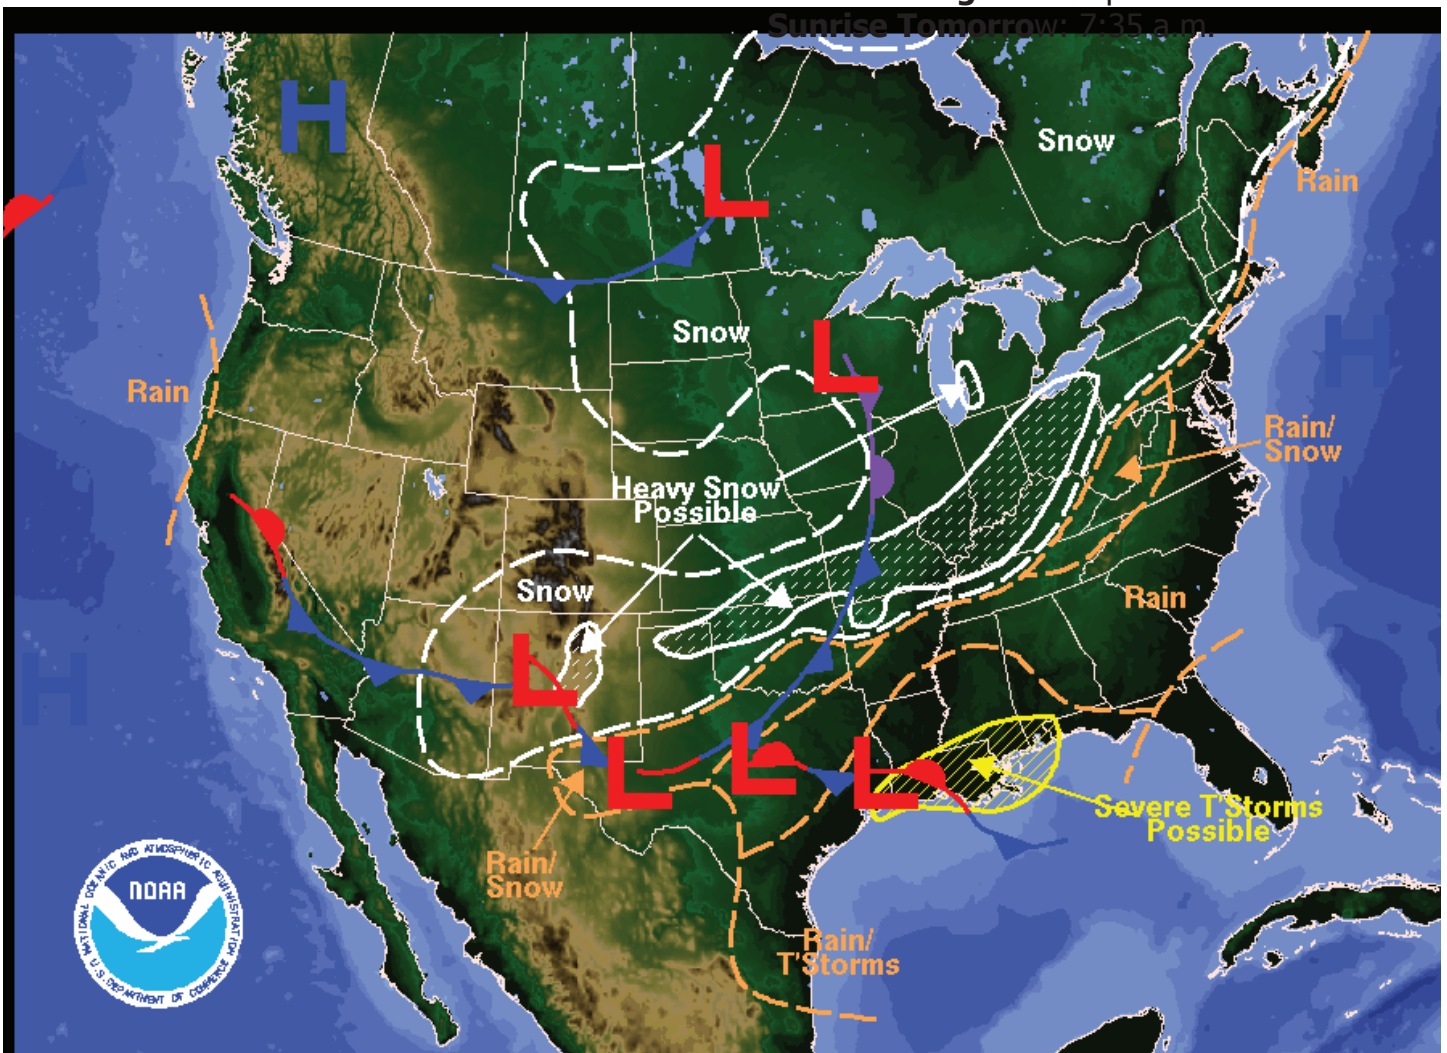 Sunrise Tomorrow: 7:35 a.m.
H
Snow
L
Rain
Snow
L
H
Rain
Rain/
Snow
Heavy Snow
Possible
H
Snow
Rain
L
L
L
L
Severe T'Storms
Possible
Rain/
Snow
Rain/
T'Storms
NOAA
NATIONAL OCEANIC AND ATMOSPHERIC ADMINISTRATION
U.S. DEPARTMENT OF COMMERCE